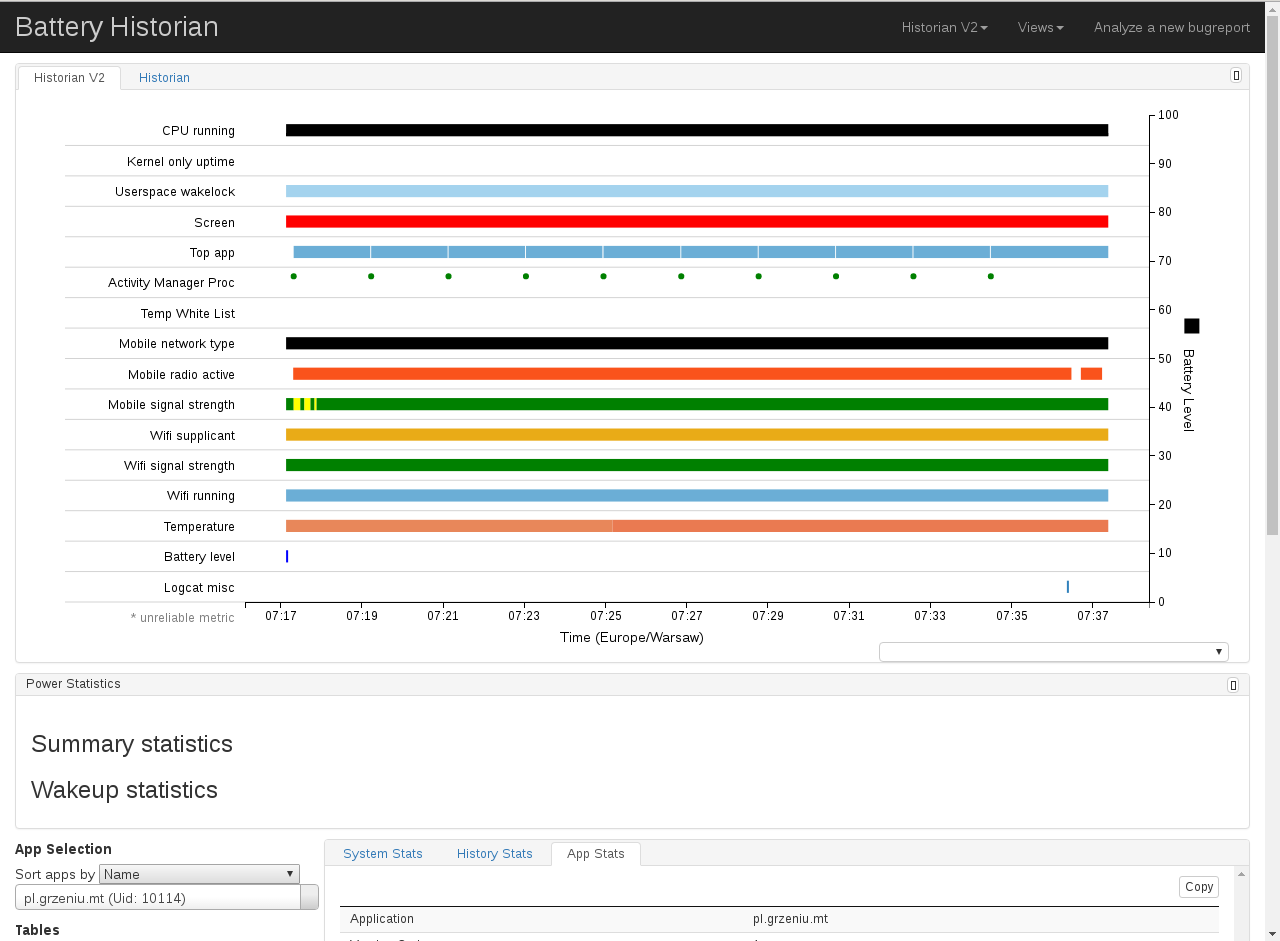 Battery Historian
Historian V2 Views Analyze a new bugreport
Historian V2 Historian
CPU running
Kernel only uptime
Userspace wakelock
Screen
Top app
Activity Manager Proc
Temp White List
Mobile network type
Mobile radio active
Mobile signal strength
Wifi supplicant
Wifi signal strength
Wifi running
Temperature
Battery level
Logcat misc
* unreliable metric
100
90
80
70
60
50
40
30
20
10
0
Battery Level
07:17 07:19 07:21 07:23 07:25 07:27 07:29 07:31 07:33 07:35 07:37
Time (Europe/Warsaw)
Power Statistics
Summary statistics
Wakeup statistics
App Selection
Sort apps by Name
pl.grzeniu.mt (Uid: 10114)
Tables
System Stats History Stats App Stats
Copy
Application pl.grzeniu.mt